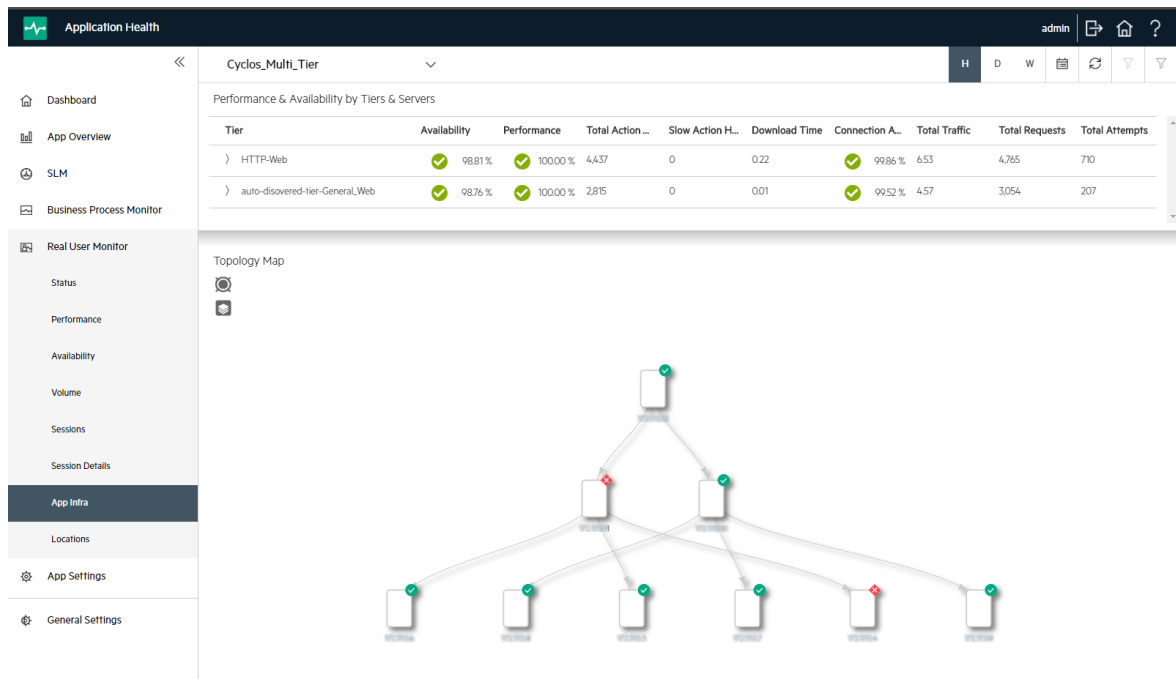 Application Health
admin
Cyclos_Multi_Tier
H D W
Dashboard
App Overview
SLM
Business Process Monitor
Real User Monitor
Status
Performance
Availability
Volume
Sessions
Session Details
App Infra
Locations
App Settings
General Settings
Performance & Availability by Tiers & Servers
Tier Availability Performance Total Action ... Slow Action H... Download Time Connection A... Total Traffic Total Requests Total Attempts
HTTP-Web 98.81 % 100.00 % 4,437 0 0.22 99.86 % 6.53 4,765 710
auto-disovered-tier-General_Web 98.76 % 100.00 % 2,815 0 0.01 99.52 % 4.57 3,054 207
Topology Map